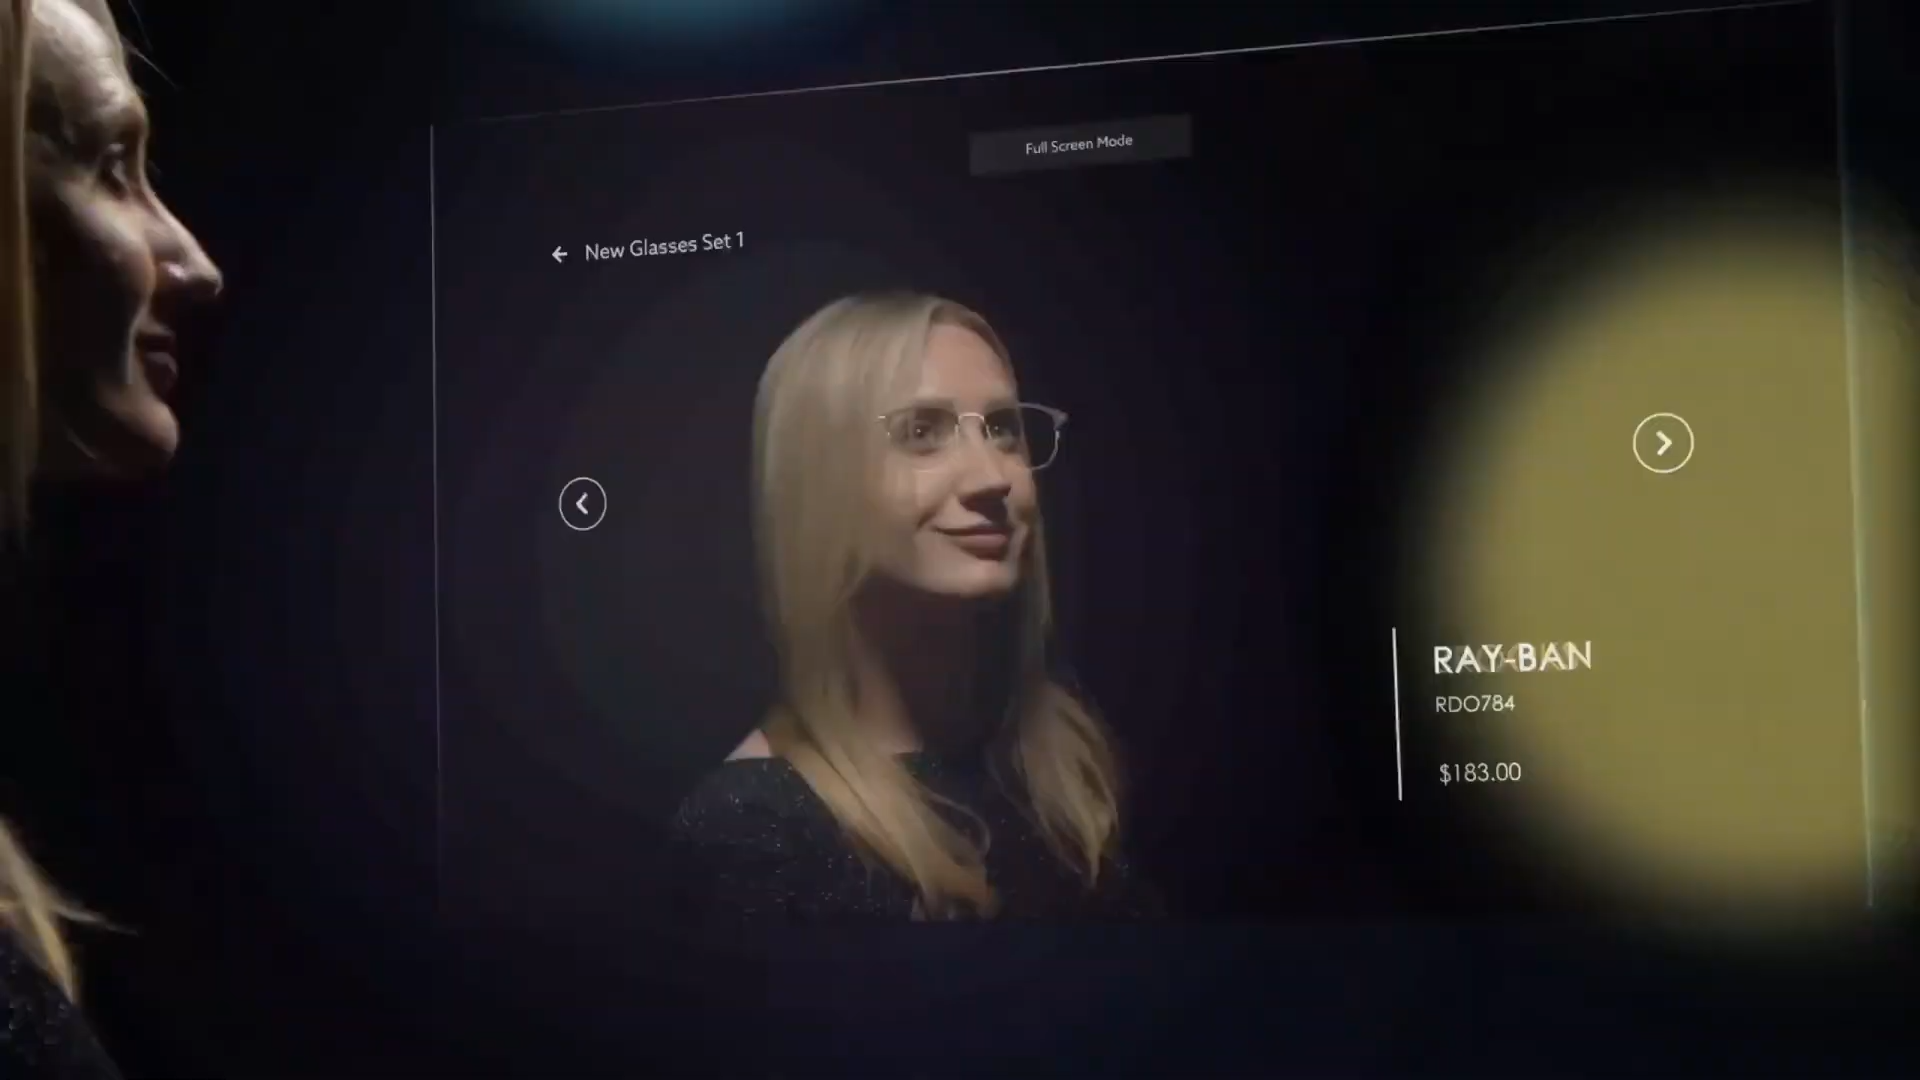 Full Screen Mode
New Glasses Set 1
RAY-BAN
RDO784
$183.00